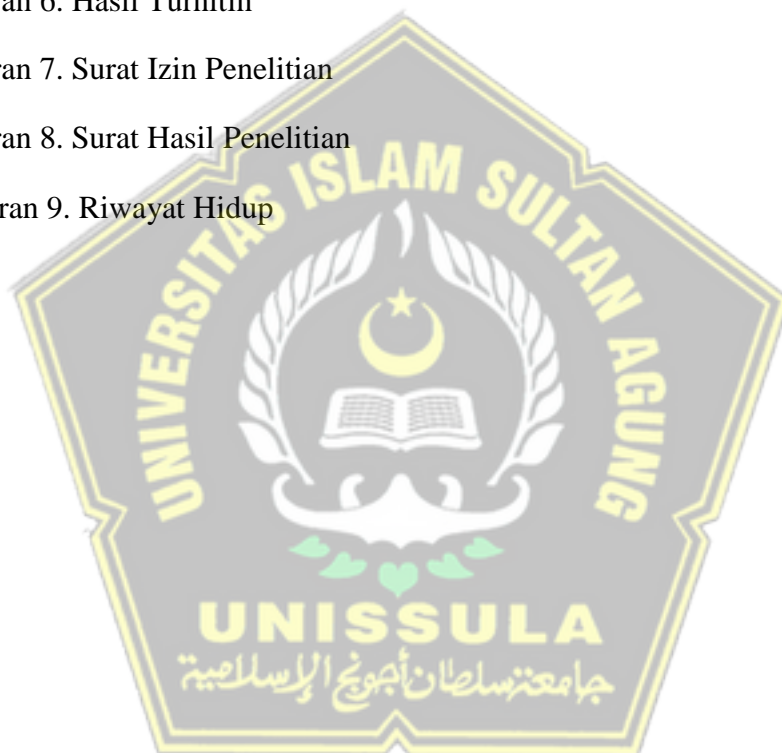 ran 6. Hasil Turnitin
ran 7. Surat Izin Penelitian
ran 8. Surat Hasil Penelitian
ran 9. Riwayat Hidup
UNIVERSITAS ISLAM SULTAN AGUNG
UNISSULA
جامعة سلطان أجونج الإسلامية